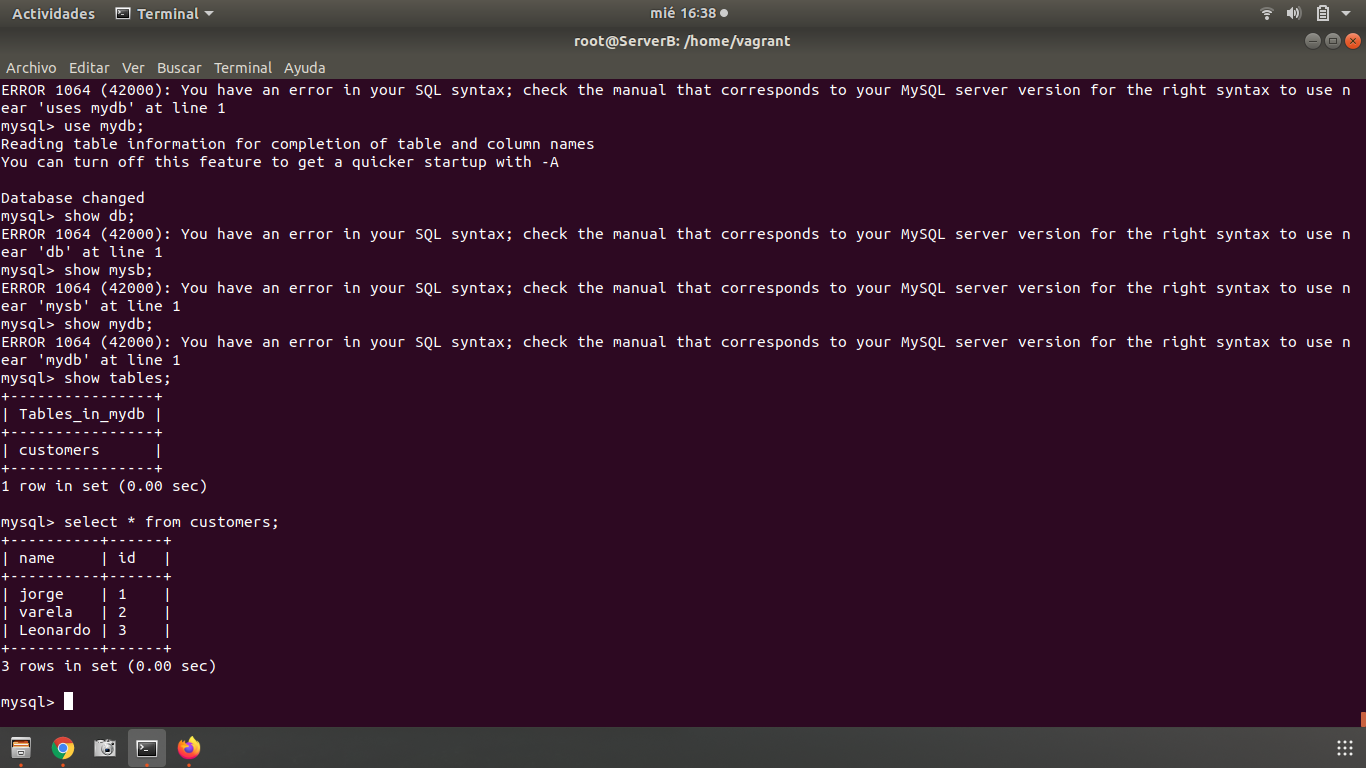 Actividades Terminal mié 16:38
root@ServerB: /home/vagrant
Archivo Editar Ver Buscar Terminal Ayuda
ERROR 1064 (42000): You have an error in your SQL syntax; check the manual that corresponds to your MySQL server version for the right syntax to use n
ear 'uses mydb' at line 1
mysql> use mydb;
Reading table information for completion of table and column names
You can turn off this feature to get a quicker startup with -A
Database changed
mysql> show db;
ERROR 1064 (42000): You have an error in your SQL syntax; check the manual that corresponds to your MySQL server version for the right syntax to use n
ear 'db' at line 1
mysql> show mysb;
ERROR 1064 (42000): You have an error in your SQL syntax; check the manual that corresponds to your MySQL server version for the right syntax to use n
ear 'mysb' at line 1
mysql> show mydb;
ERROR 1064 (42000): You have an error in your SQL syntax; check the manual that corresponds to your MySQL server version for the right syntax to use n
ear 'mydb' at line 1
mysql> show tables;
+----------------+
| Tables_in_mydb |
+----------------+
| customers      |
+----------------+
1 row in set (0.00 sec)
mysql> select * from customers;
+----------+------+
| name     | id   |
+----------+------+
| jorge    | 1    |
| varela   | 2    |
| Leonardo | 3    |
+----------+------+
3 rows in set (0.00 sec)
mysql>